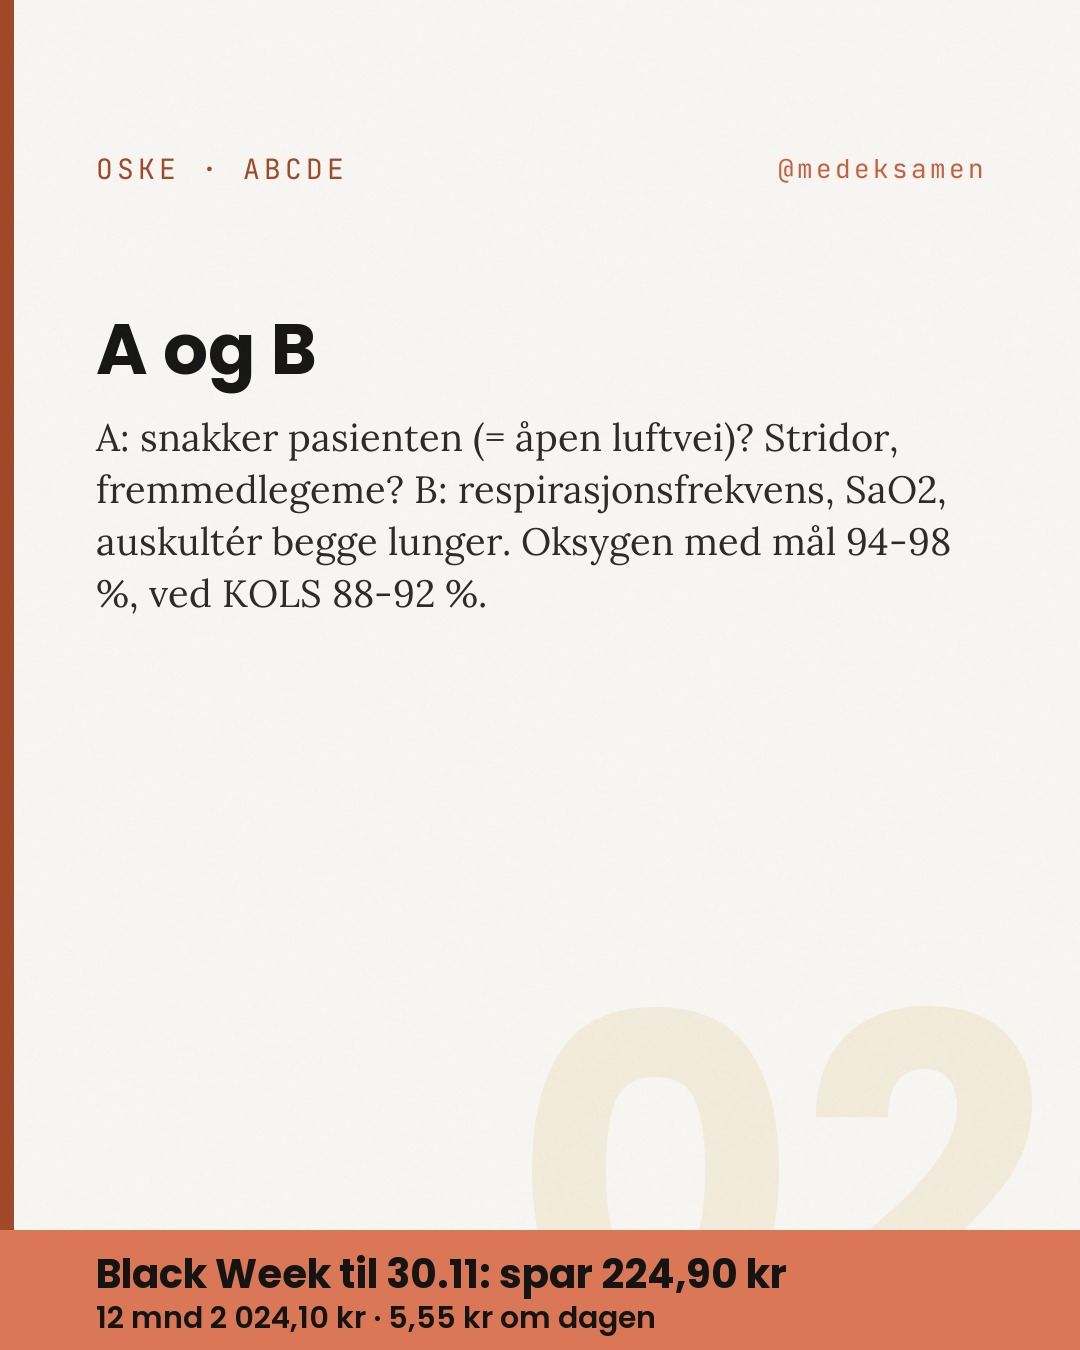 OSKE · ABCDE
@medeksamen
A og B
A: snakker pasienten (= åpen luftvei)? Stridor,
fremmedlegeme? B: respirasjonsfrekvens, SaO2,
auskultér begge lunger. Oksygen med mål 94-98
%, ved KOLS 88-92 %.
02
Black Week til 30.11: spar 224,90 kr
12 mnd 2 024,10 kr · 5,55 kr om dagen